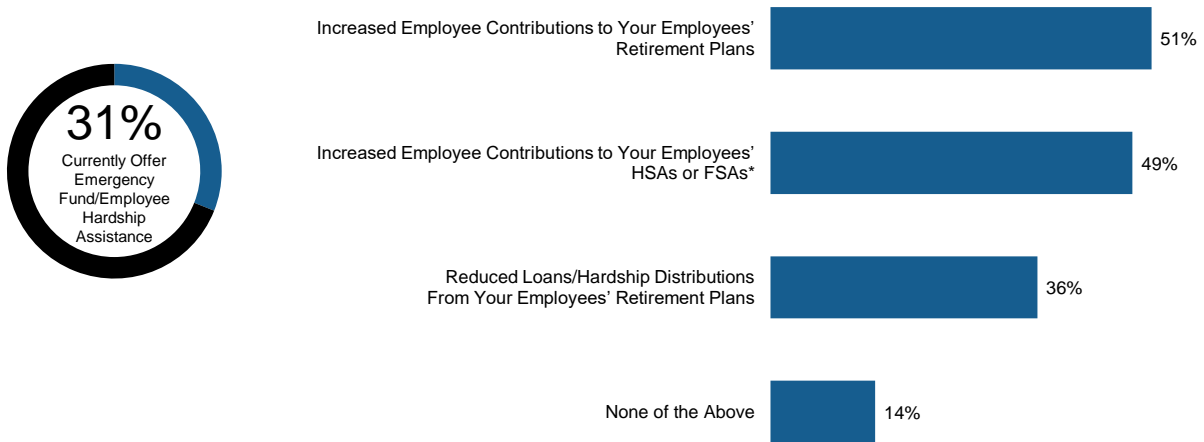 31%
Currently Offer
Emergency
Fund/Employee
Hardship
Assistance
Increased Employee Contributions to Your Employees’
Retirement Plans
51%
Increased Employee Contributions to Your Employees’
HSAs or FSAs*
49%
Reduced Loans/Hardship Distributions
From Your Employees’ Retirement Plans
36%
None of the Above
14%